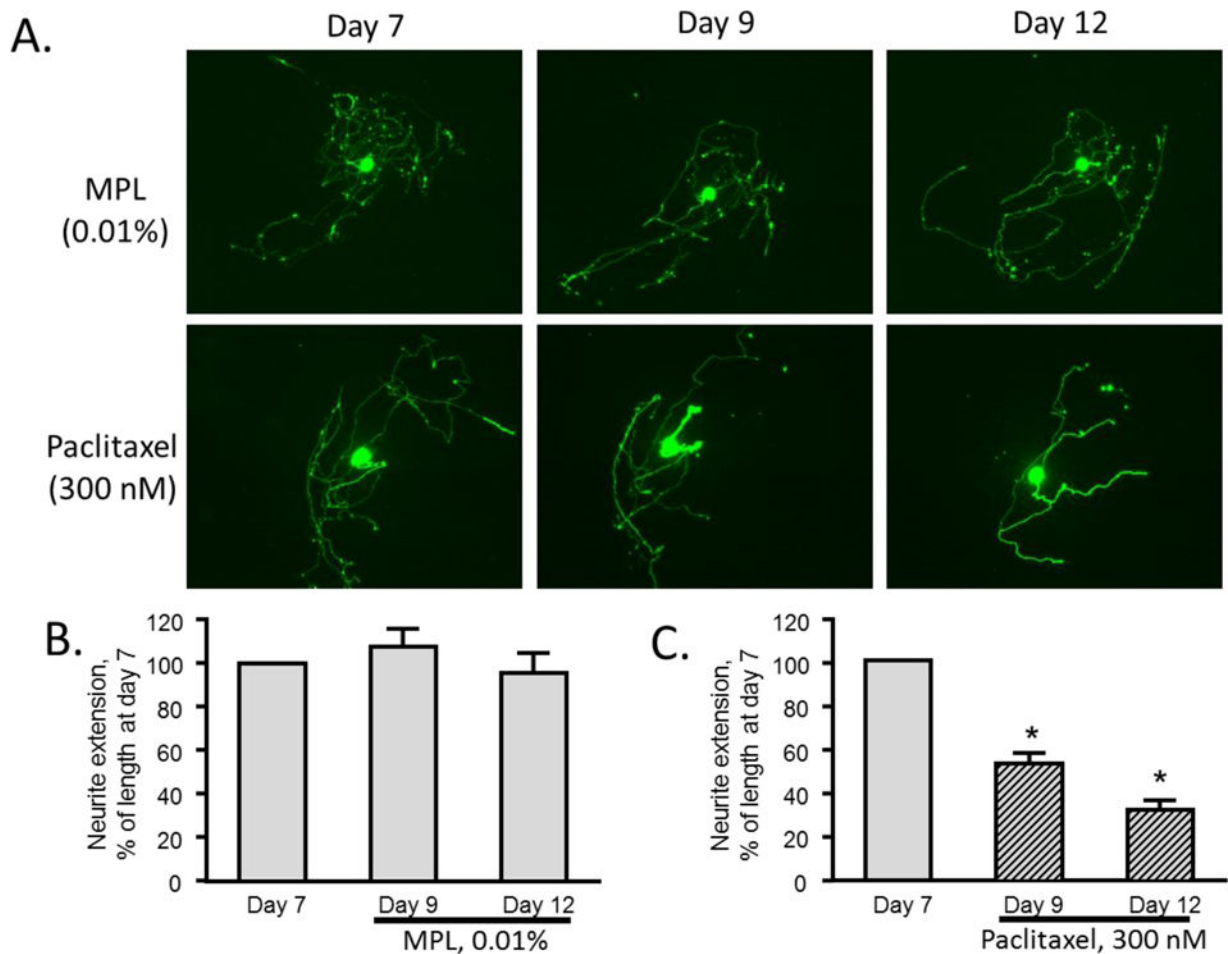 A.
Day 7
Day 9
Day 12
MPL
(0.01%)
Paclitaxel
(300 nM)
B.
Neurite extension,
% of length at day 7
120
100
80
60
40
20
0
Day 7
Day 9
Day 12
MPL, 0.01%
C.
Neurite extension,
% of length at day 7
120
100
80
60
40
20
0
*
*
Day 7
Day 9
Day 12
Paclitaxel, 300 nM